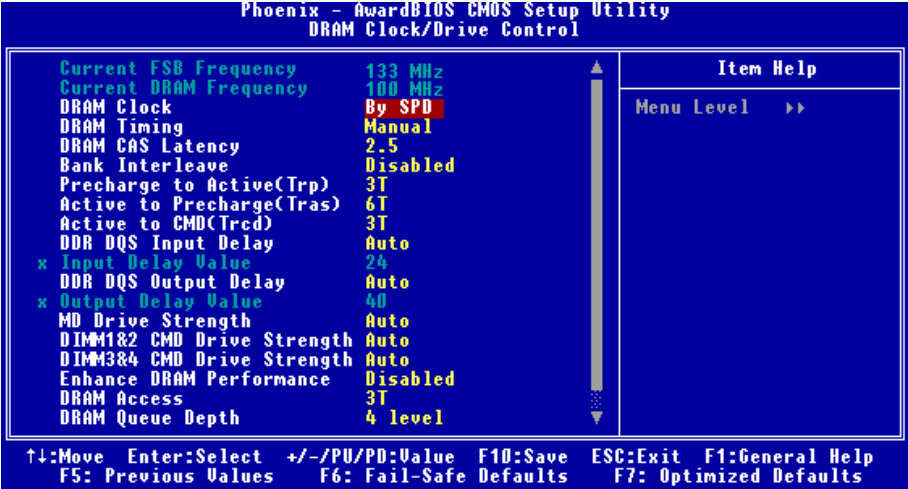 Phoenix - AwardBIOS CMOS Setup Utility
DRAM Clock/Drive Control
Current FSB Frequency 133 MHz
Current DRAM Frequency 100 MHz
DRAM Clock By SPD
DRAM Timing Manual
DRAM CAS Latency 2.5
Bank Interleave Disabled
Precharge to Active(Trp) 3T
Active to Precharge(Tras) 6T
Active to CMD(Trcd) 3T
DDR DQS Input Delay Auto
x Input Delay Value 24
DDR DQS Output Delay Auto
x Output Delay Value 40
MD Drive Strength Auto
DIMM1&2 CMD Drive Strength Auto
DIMM3&4 CMD Drive Strength Auto
Enhance DRAM Performance Disabled
DRAM Access 3T
DRAM Queue Depth 4 level
Item Help
Menu Level ►►
↑↓:Move Enter:Select +/-/PU/PD:Value F10:Save ESC:Exit F1:General Help
F5: Previous Values F6: Fail-Safe Defaults F7: Optimized Defaults